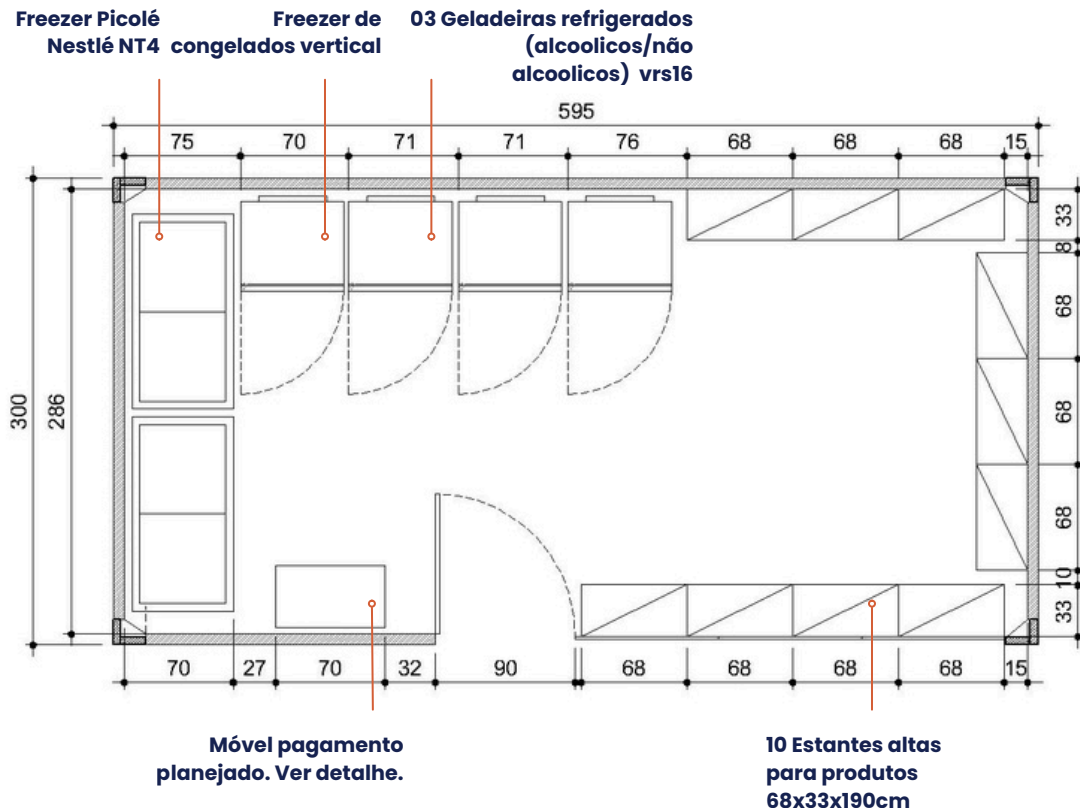 Freezer Picolé
Nestlé NT4
Freezer de
congelados vertical
03 Geladeiras refrigerados
(alcoolicos/não
alcoolicos) vrs16
595
75 70 71 71 76 68 68 68 15
300
286
33
8
68
68
68
10
33
70 27 70 32 90 68 68 68 68 15
Móvel pagamento
planejado. Ver detalhe.
10 Estantes altas
para produtos
68x33x190cm